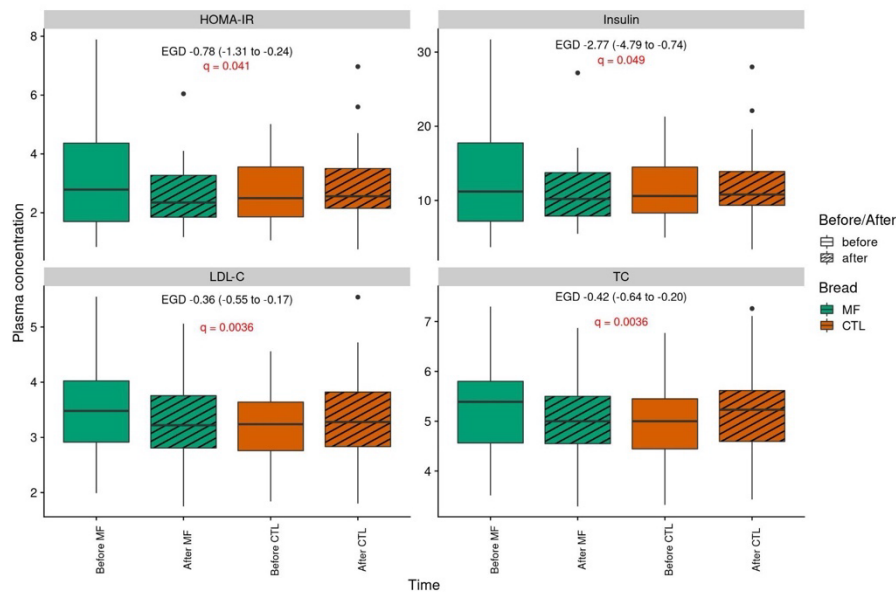 HOMA-IR
EGD -0.78 (-1.31 to -0.24)
q = 0.041
8
6
4
2
Insulin
EGD -2.77 (-4.79 to -0.74)
q = 0.049
30
20
10
LDL-C
EGD -0.36 (-0.55 to -0.17)
q = 0.0036
5
4
3
2
TC
EGD -0.42 (-0.64 to -0.20)
q = 0.0036
7
6
5
4
Plasma concentration
Before MF
After MF
Before CTL
After CTL
Before MF
After MF
Before CTL
After CTL
Time
Before/After
before
after
Bread
MF
CTL